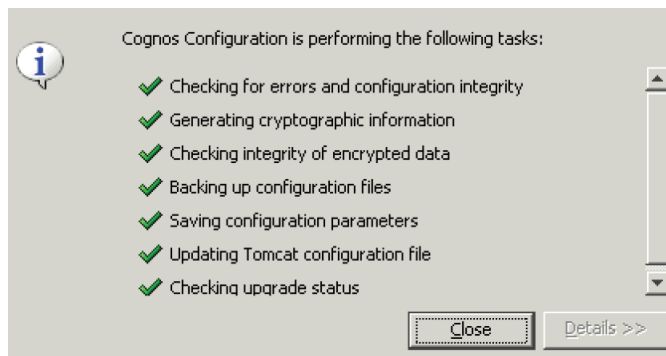 Cognos Configuration is performing the following tasks:
Checking for errors and configuration integrity
Generating cryptographic information
Checking integrity of encrypted data
Backing up configuration files
Saving configuration parameters
Updating Tomcat configuration file
Checking upgrade status
Close
Details >>